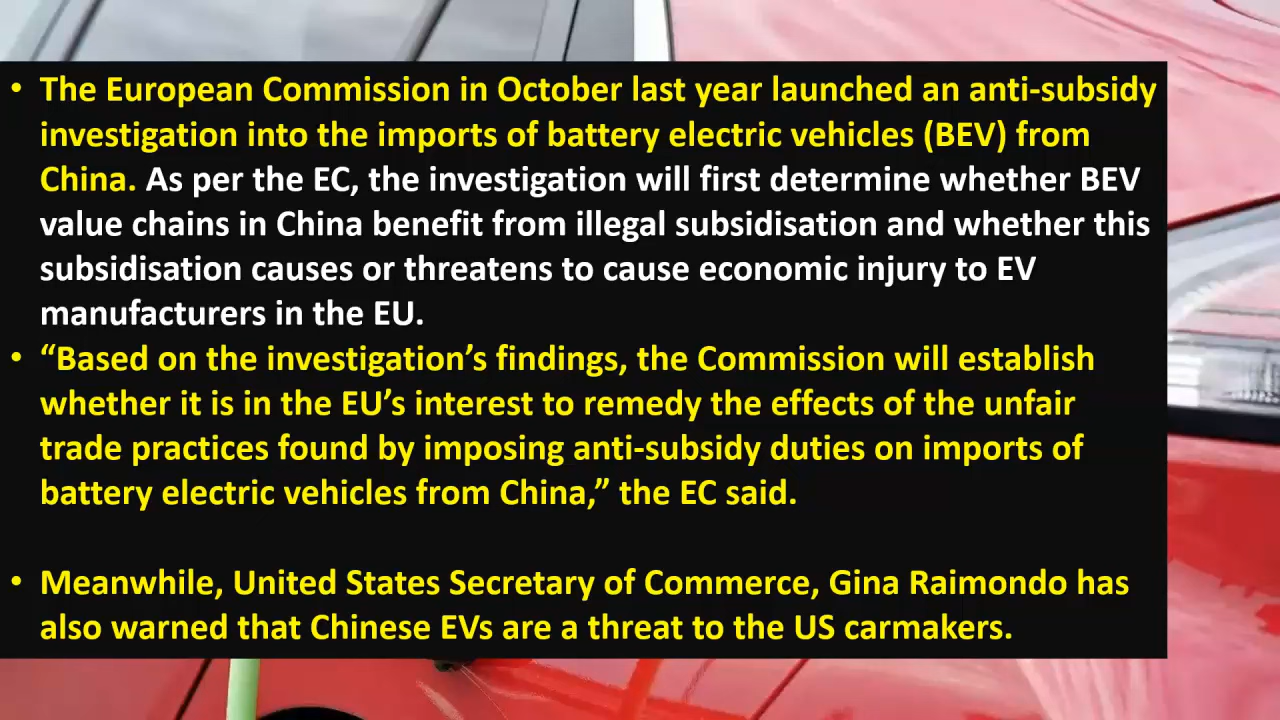 • The European Commission in October last year launched an anti-subsidy
investigation into the imports of battery electric vehicles (BEV) from
China. As per the EC, the investigation will first determine whether BEV
value chains in China benefit from illegal subsidisation and whether this
subsidisation causes or threatens to cause economic injury to EV
manufacturers in the EU.
• “Based on the investigation’s findings, the Commission will establish
whether it is in the EU’s interest to remedy the effects of the unfair
trade practices found by imposing anti-subsidy duties on imports of
battery electric vehicles from China,” the EC said.
• Meanwhile, United States Secretary of Commerce, Gina Raimondo has
also warned that Chinese EVs are a threat to the US carmakers.